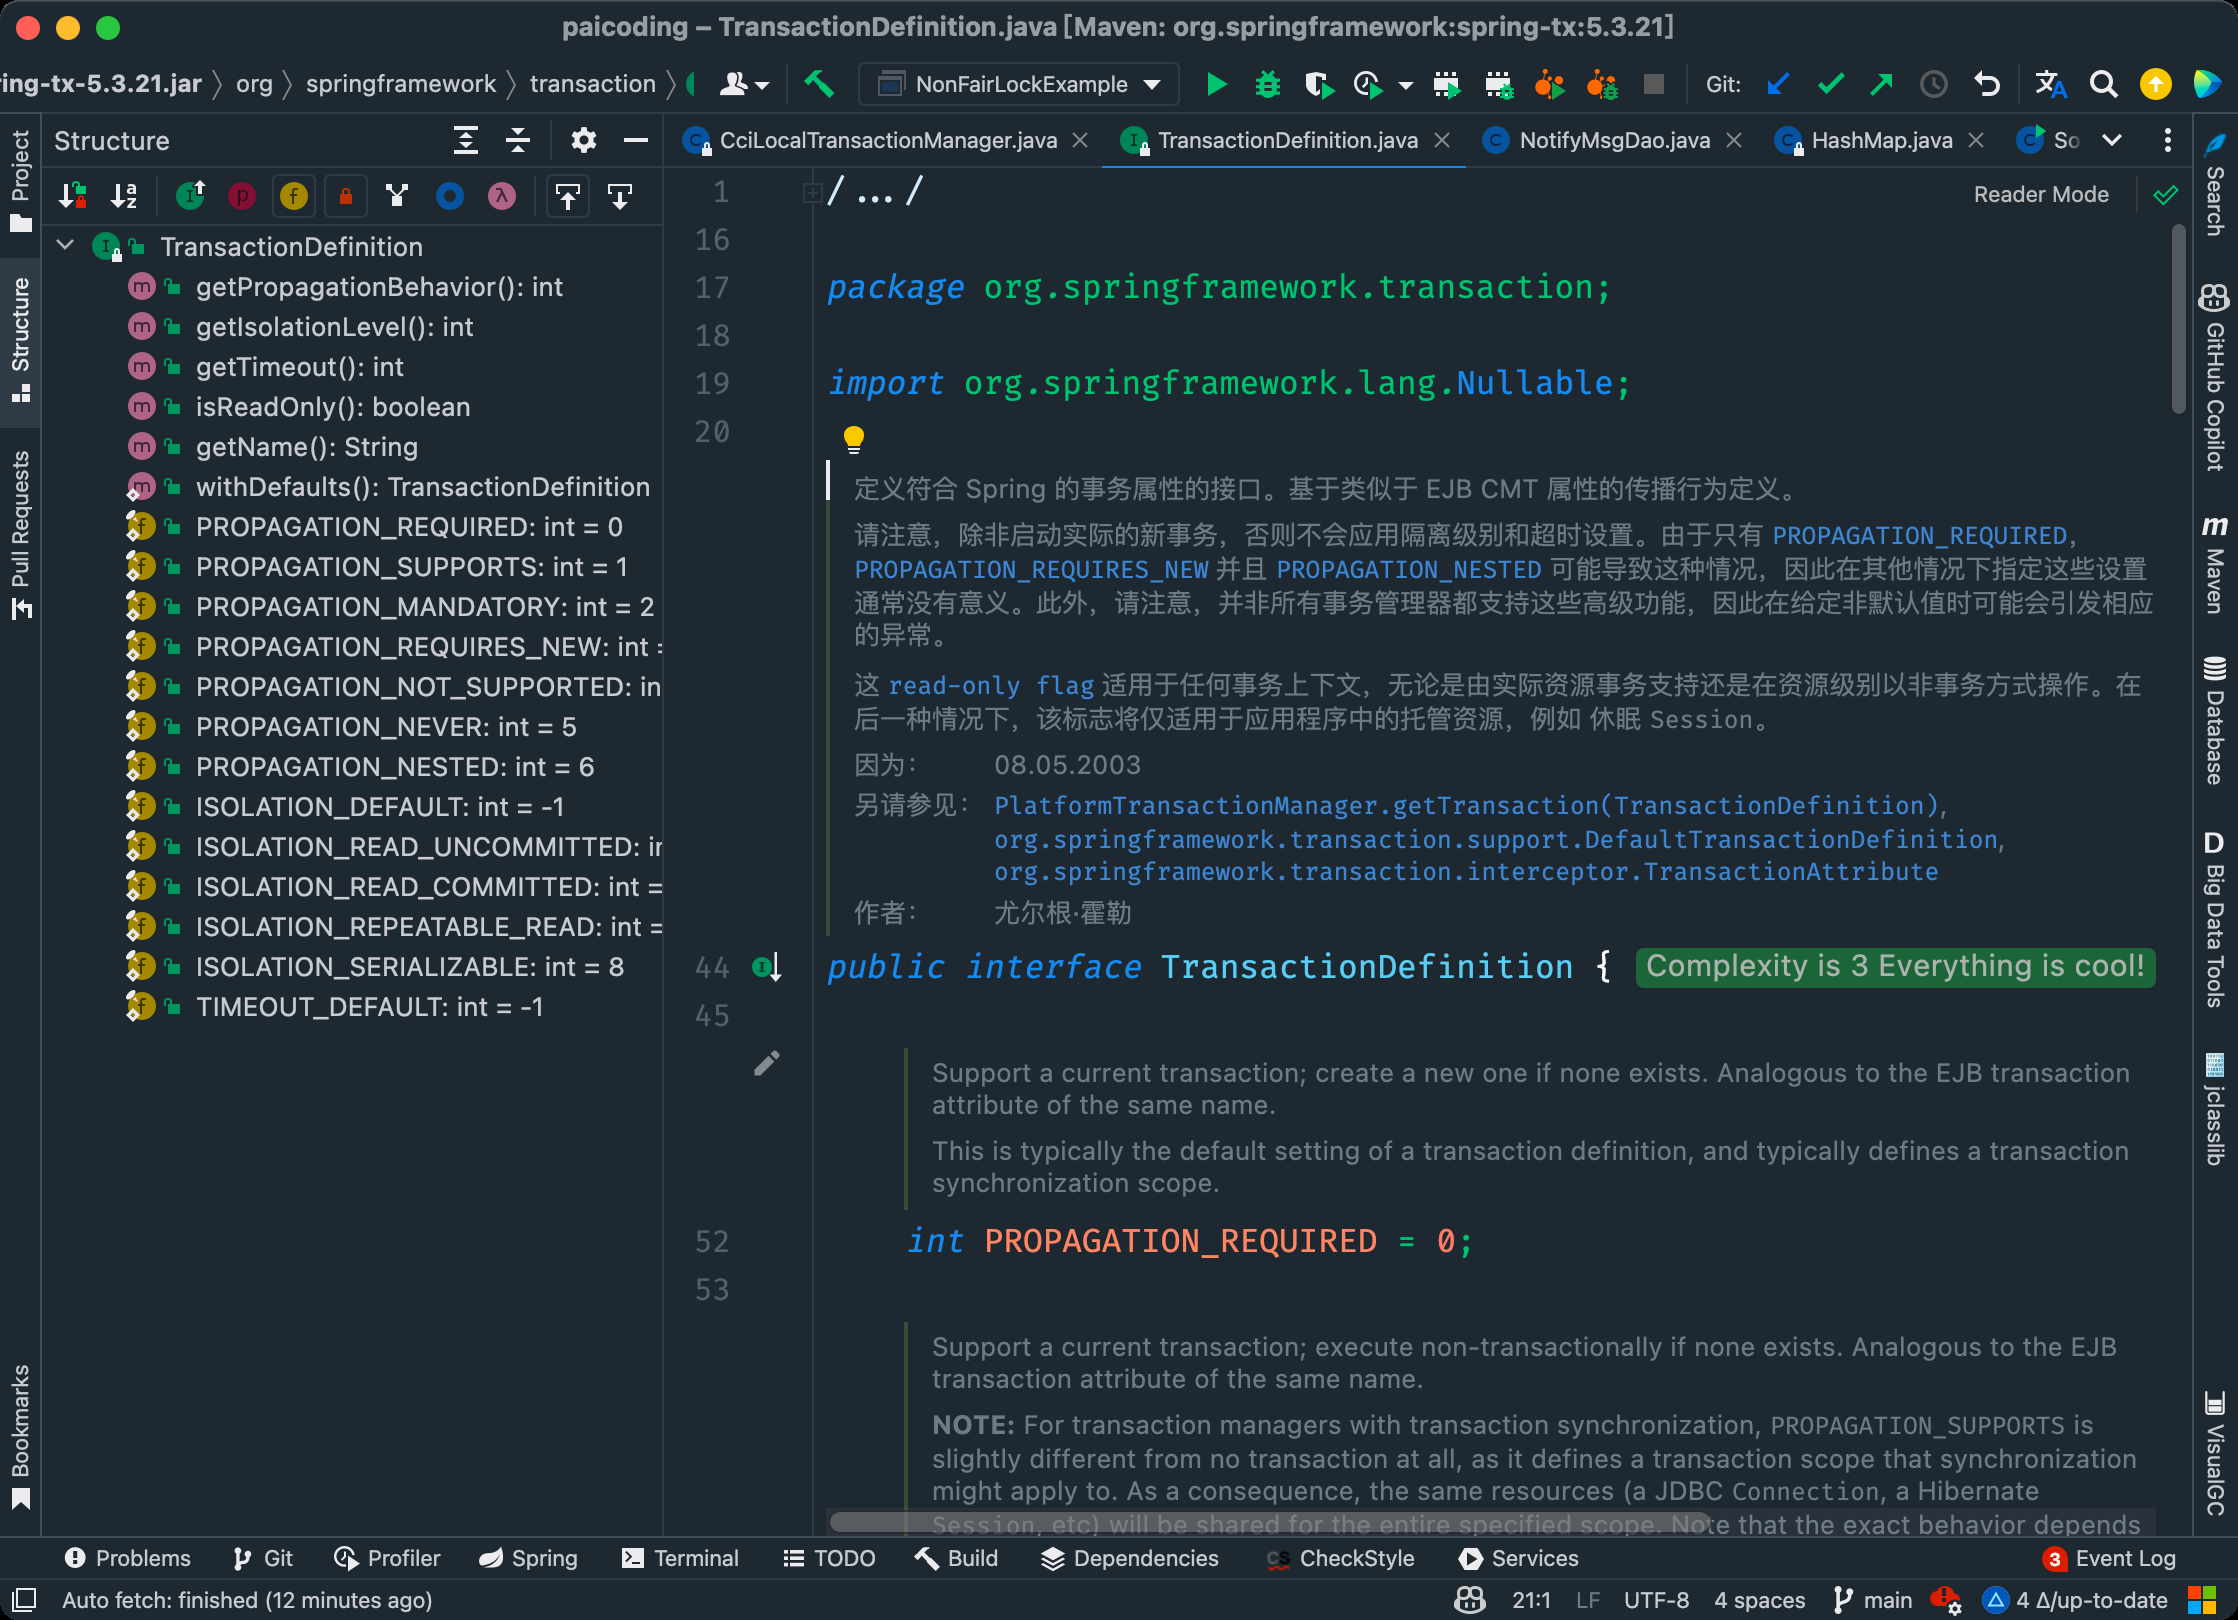 paicoding – TransactionDefinition.java [Maven: org.springframework:spring-tx:5.3.21]
ring-tx-5.3.21.jar 〉 org 〉 springframework 〉 transaction 〉 NonFairLockExample Git:
Project
Structure
Pull Requests
Bookmarks
Structure
TransactionDefinition
getPropagationBehavior(): int
getIsolationLevel(): int
getTimeout(): int
isReadOnly(): boolean
getName(): String
withDefaults(): TransactionDefinition
PROPAGATION_REQUIRED: int = 0
PROPAGATION_SUPPORTS: int = 1
PROPAGATION_MANDATORY: int = 2
PROPAGATION_REQUIRES_NEW: int =
PROPAGATION_NOT_SUPPORTED: in
PROPAGATION_NEVER: int = 5
PROPAGATION_NESTED: int = 6
ISOLATION_DEFAULT: int = -1
ISOLATION_READ_UNCOMMITTED: in
ISOLATION_READ_COMMITTED: int =
ISOLATION_REPEATABLE_READ: int =
ISOLATION_SERIALIZABLE: int = 8
TIMEOUT_DEFAULT: int = -1
CciLocalTransactionManager.java TransactionDefinition.java NotifyMsgDao.java HashMap.java So
Reader Mode
1 /.../
16
17 package org.springframework.transaction;
18
19 import org.springframework.lang.Nullable;
20
定义符合 Spring 的事务属性的接口。基于类似于 EJB CMT 属性的传播行为定义。
请注意，除非启动实际的新事务，否则不会应用隔离级别和超时设置。由于只有 PROPAGATION_REQUIRED，
PROPAGATION_REQUIRES_NEW 并且 PROPAGATION_NESTED 可能导致这种情况，因此在其他情况下指定这些设置
通常没有意义。此外，请注意，并非所有事务管理器都支持这些高级功能，因此在给定非默认值时可能会引发相应
的异常。
这 read-only flag 适用于任何事务上下文，无论是由实际资源事务支持还是在资源级别以非事务方式操作。在
后一种情况下，该标志将仅适用于应用程序中的托管资源，例如 休眠 Session。
因为： 08.05.2003
另请参见： PlatformTransactionManager.getTransaction(TransactionDefinition),
org.springframework.transaction.support.DefaultTransactionDefinition,
org.springframework.transaction.interceptor.TransactionAttribute
作者： 尤尔根·霍勒
44 public interface TransactionDefinition { Complexity is 3 Everything is cool!
45
Support a current transaction; create a new one if none exists. Analogous to the EJB transaction
attribute of the same name.
This is typically the default setting of a transaction definition, and typically defines a transaction
synchronization scope.
52 int PROPAGATION_REQUIRED = 0;
53
Support a current transaction; execute non-transactionally if none exists. Analogous to the EJB
transaction attribute of the same name.
NOTE: For transaction managers with transaction synchronization, PROPAGATION_SUPPORTS is
slightly different from no transaction at all, as it defines a transaction scope that synchronization
might apply to. As a consequence, the same resources (a JDBC Connection, a Hibernate
Session, etc) will be shared for the entire specified scope. Note that the exact behavior depends
Search
GitHub Copilot
Maven
Database
Big Data Tools
jclasslib
VisualGC
Problems Git Profiler Spring Terminal TODO Build Dependencies CheckStyle Services 3 Event Log
Auto fetch: finished (12 minutes ago) 21:1 LF UTF-8 4 spaces main 4 Δ/up-to-date